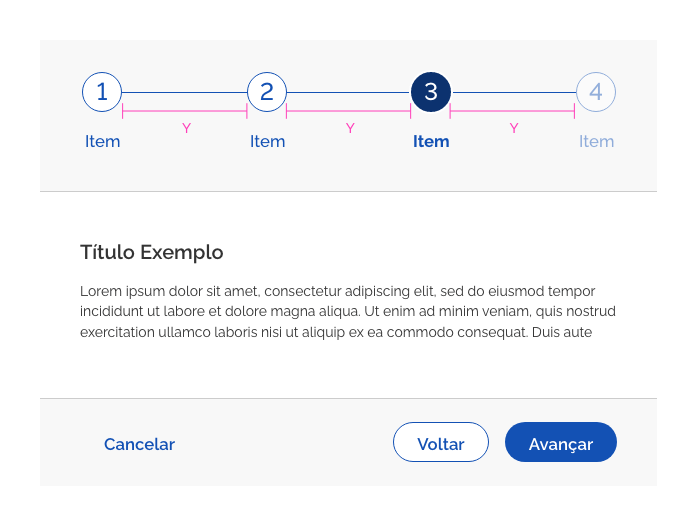 1 2 3 4
Y Y Y
Item Item Item Item
Título Exemplo
Lorem ipsum dolor sit amet, consectetur adipiscing elit, sed do eiusmod tempor
incididunt ut labore et dolore magna aliqua. Ut enim ad minim veniam, quis nostrud
exercitation ullamco laboris nisi ut aliquip ex ea commodo consequat. Duis aute
Cancelar Voltar Avançar